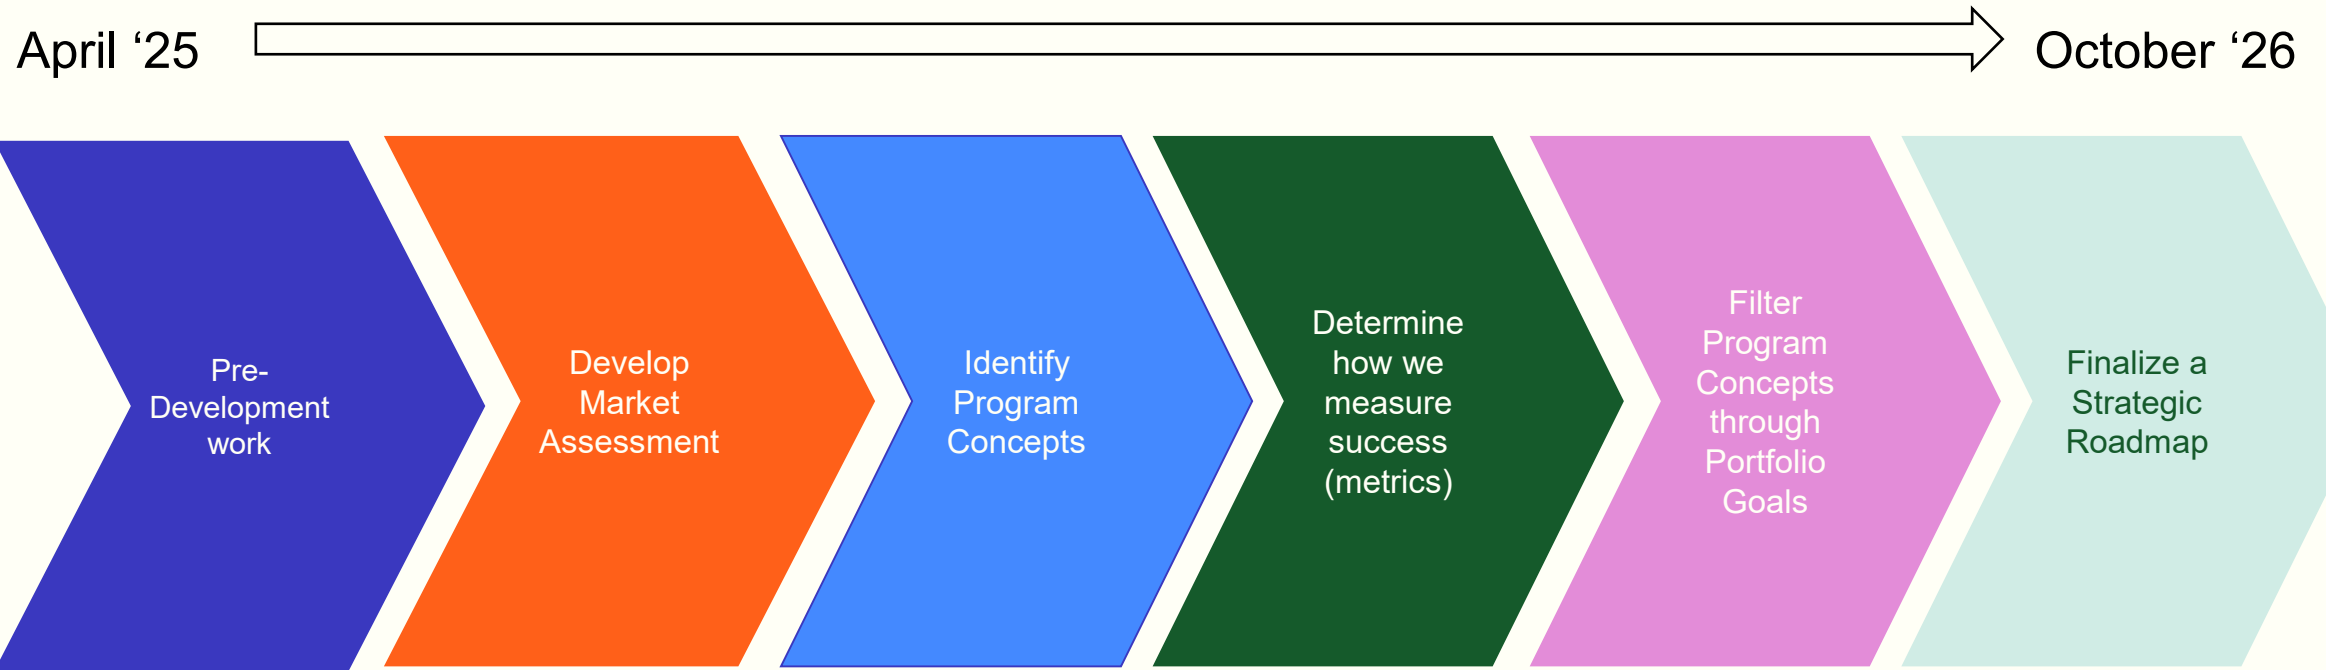 April ‘25
October ‘26
Pre-
Development
work
Develop
Market
Assessment
Identify
Program
Concepts
Determine
how we
measure
success
(metrics)
Filter
Program
Concepts
through
Portfolio
Goals
Finalize a
Strategic
Roadmap